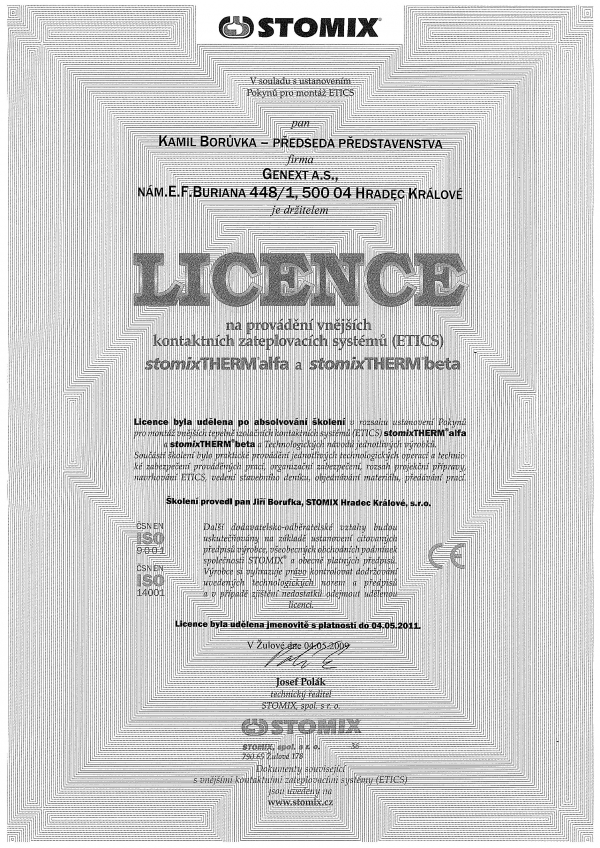 STOMIX
V souladu s ustanovením
Pokynů pro montáž ETICS
pan
KAMIL BORŮVKA – PŘEDSEDA PŘEDSTAVENSTVA
firma
GENEXT A.S.,
NÁM.E.F.BURIANA 448/1, 500 04 HRADEC KRÁLOVÉ
je držitelem
LICENCE
na provádění vnějších
kontaktních zateplovacích systémů (ETICS)
stomixTHERM®alfa a stomixTHERM®beta
Licence byla udělena po absolvování školení v rozsahu ustanovení Pokynů
pro montáž vnějších tepelně izolačních kontaktních systémů (ETICS) stomixTHERM®alfa
a stomixTHERM®beta a Technologických návodů jednotlivých výrobků.
Součástí školení bylo praktické provádění jednotlivých technologických operací a technic-
ké zabezpečení prováděných prací, organizační zabezpečení, rozsah projekční přípravy,
navrhování ETICS, vedení stavebního deníku, objednávání materiálu, předávání prací.
Školení provedl pan Jiří Borufka, STOMIX Hradec Králové, s.r.o.
ČSN EN
ISO
9001
ČSN EN
ISO
14001
Další dodavatelsko-odběratelské vztahy budou
uskutečňovány na základě ustanovení citovaných
předpisů výrobce, všeobecných obchodních podmínek
společnosti STOMIX® a obecně platných předpisů.
Výrobce si vyhrazuje právo kontrolovat dodržování
uvedených technologických norem a předpisů
a v případě zjištění nedostatků odejmout udělenou
licenci.
CE
Licence byla udělena jmenovitě s platností do 04.05.2011.
V Žulové dne 04.05.2009
Josef Polák
technický ředitel
STOMIX, spol. s r. o.
STOMIX
STOMIX, spol. s r. o. 36
790 65 Žulová 178
Dokumenty související
s vnějšími kontaktními zateplovacími systémy (ETICS)
jsou uvedeny na
www.stomix.cz